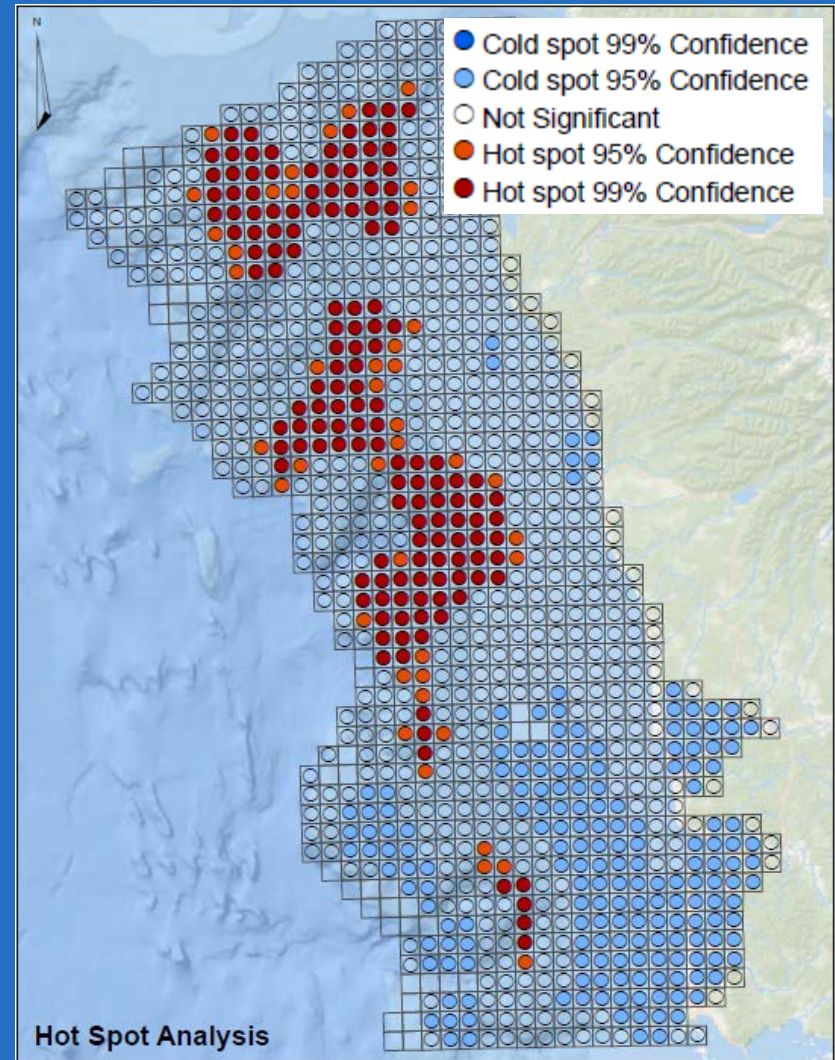 N
Cold spot 99% Confidence
Cold spot 95% Confidence
Not Significant
Hot spot 95% Confidence
Hot spot 99% Confidence
Hot Spot Analysis